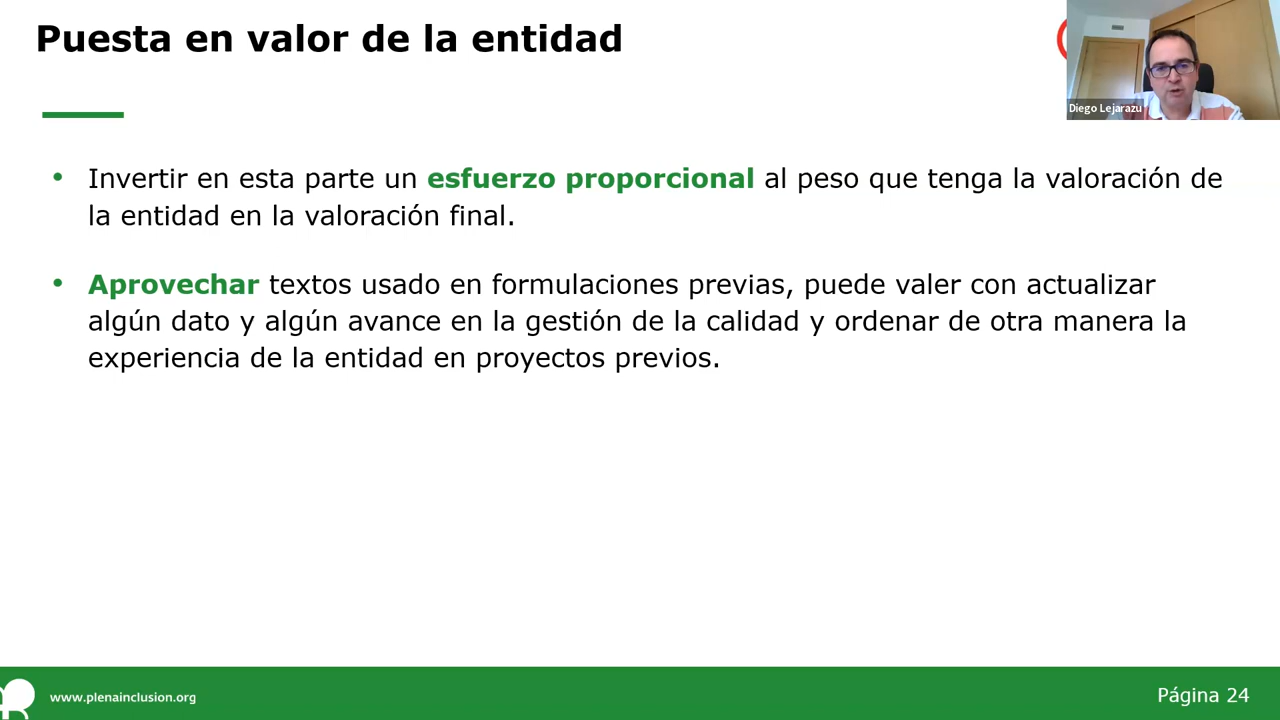 Puesta en valor de la entidad
Diego Lejarazu
• Invertir en esta parte un esfuerzo proporcional al peso que tenga la valoración de
la entidad en la valoración final.
• Aprovechar textos usado en formulaciones previas, puede valer con actualizar
algún dato y algún avance en la gestión de la calidad y ordenar de otra manera la
experiencia de la entidad en proyectos previos.
www.plenainclusion.org
Página 24